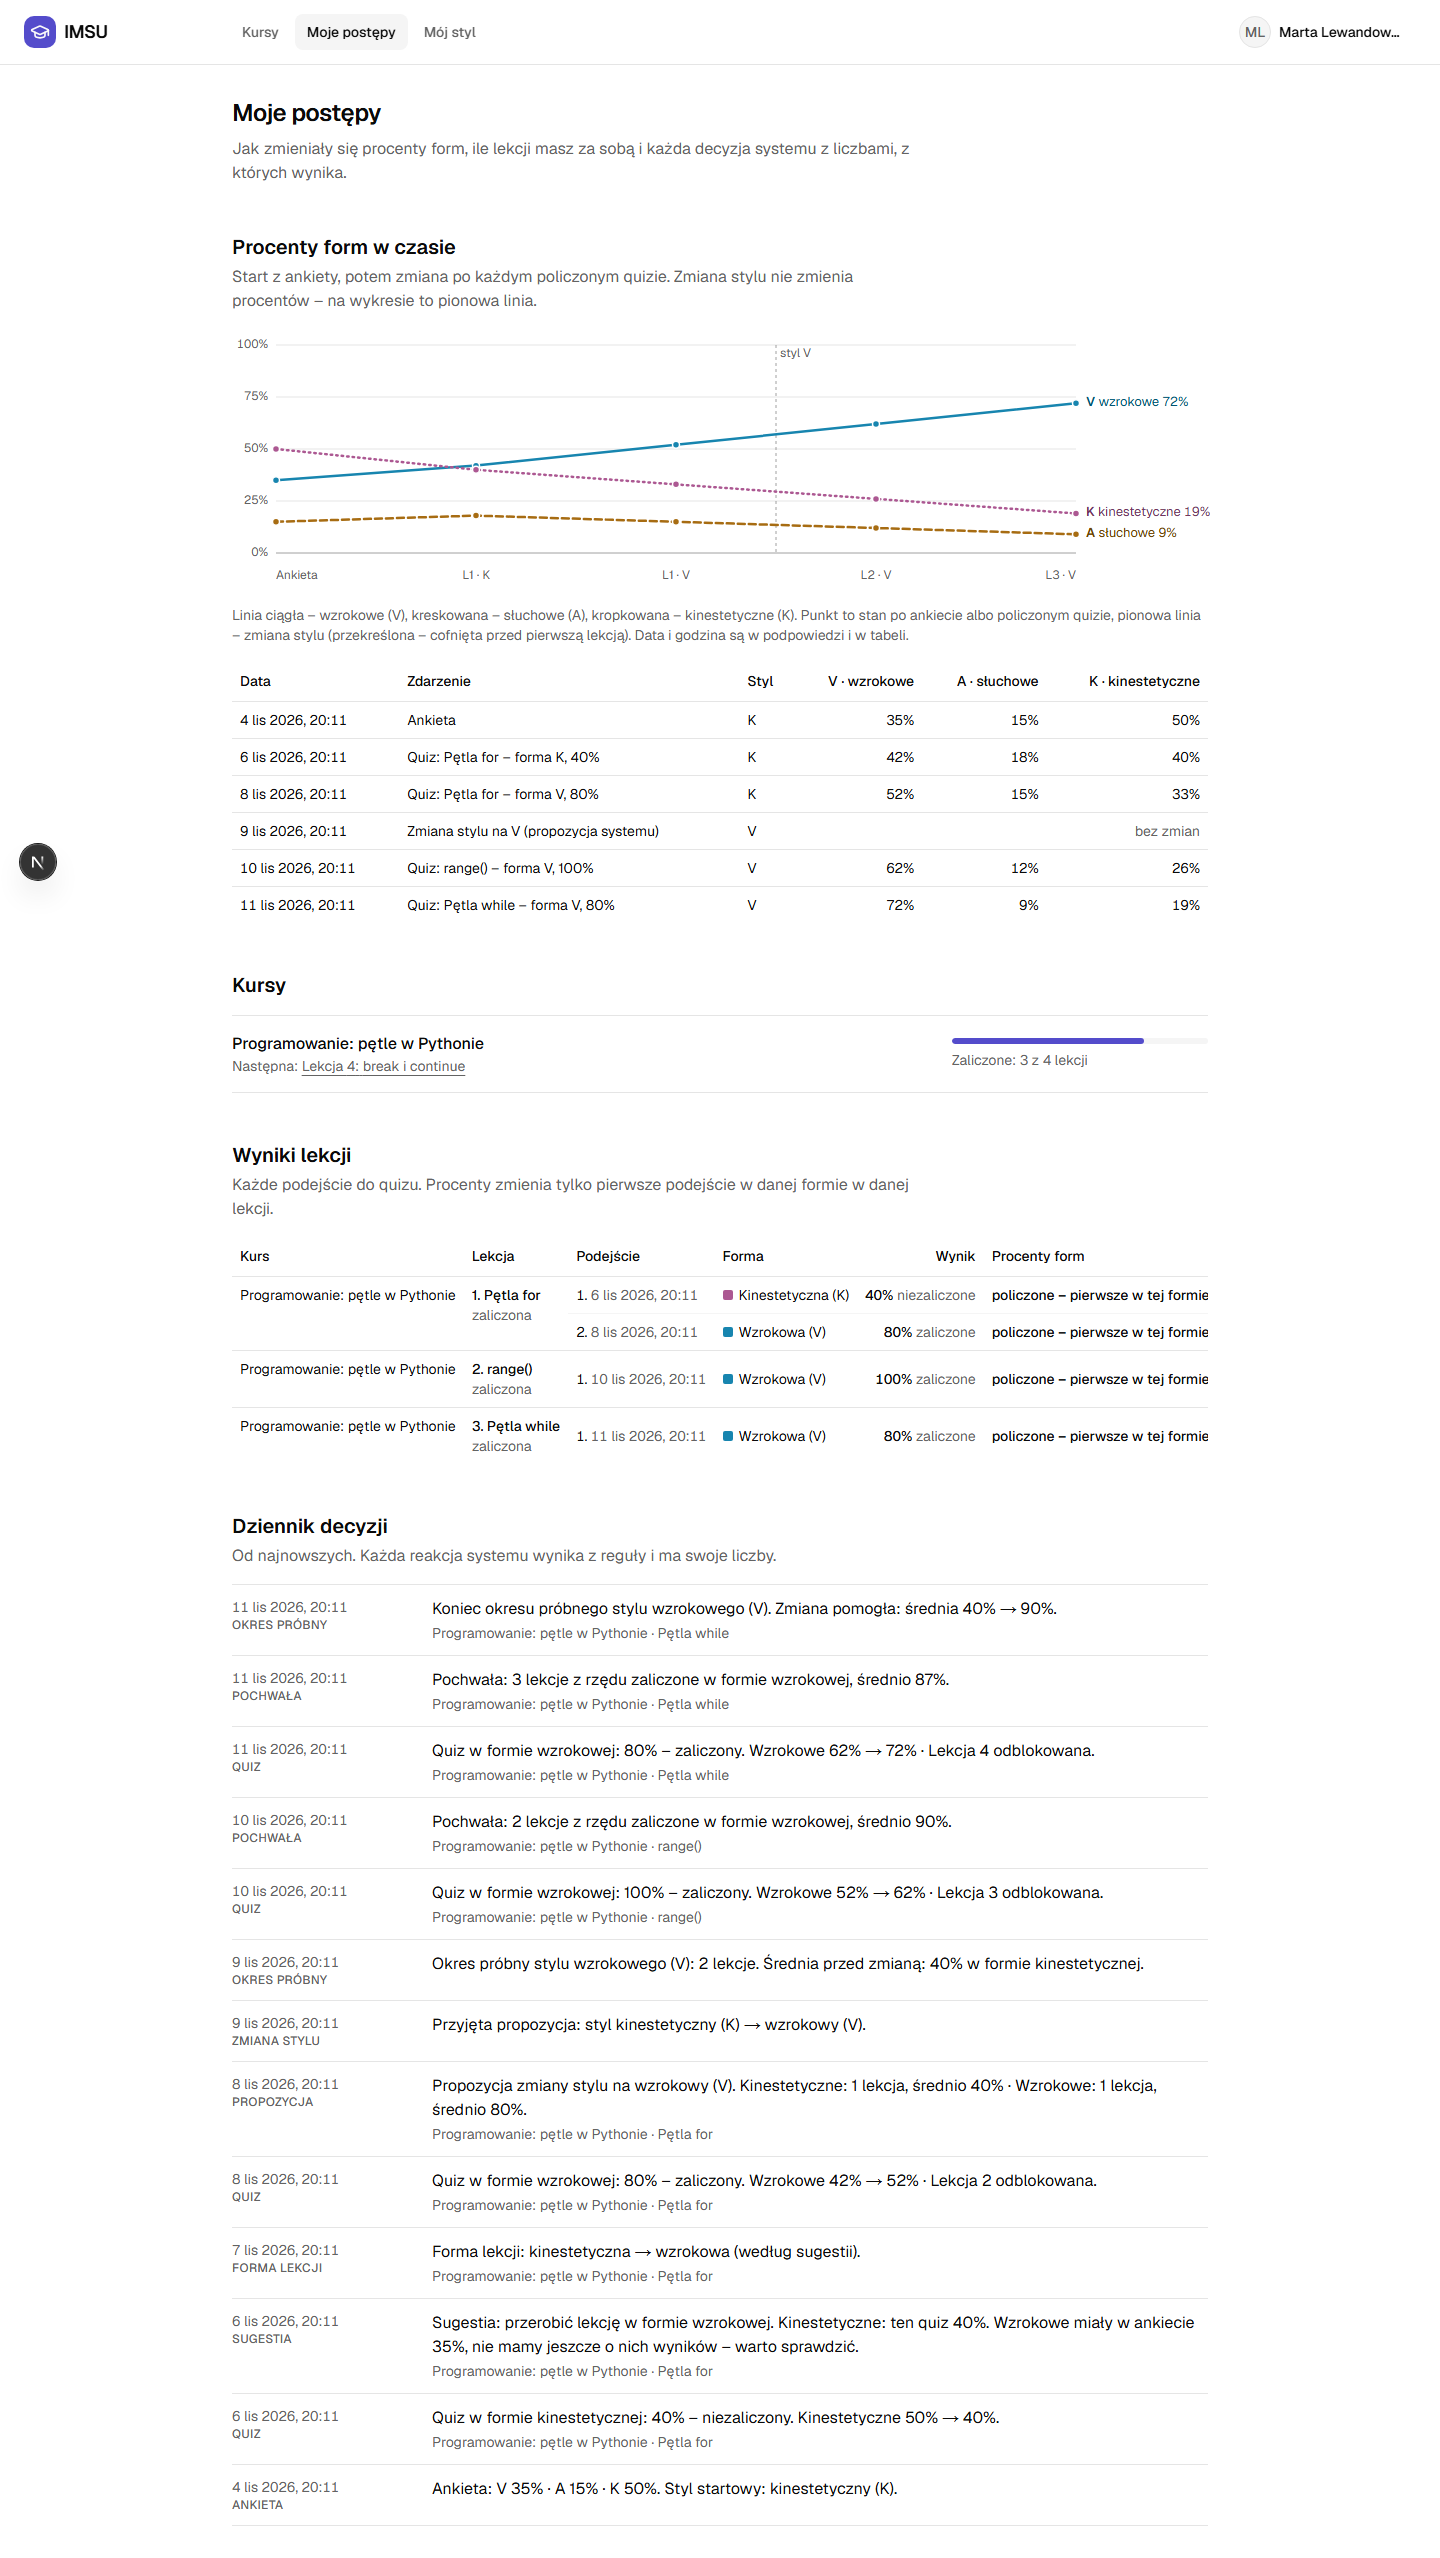 IMSU
Kursy
Moje postępy
Mój styl
ML
Marta Lewandow...
Moje postępy
Jak zmieniały się procenty form, ile lekcji masz za sobą i każda decyzja systemu z liczbami, z
których wynika.
Procenty form w czasie
Start z ankiety, potem zmiana po każdym policzonym quizie. Zmiana stylu nie zmienia
procentów – na wykresie to pionowa linia.
100%
75%
50%
25%
0%
styl V
V wzrokowe 72%
K kinestetyczne 19%
A słuchowe 9%
Ankieta
L1 · K
L1 · V
L2 · V
L3 · V
Linia ciągła – wzrokowe (V), kreskowana – słuchowe (A), kropkowana – kinestetyczne (K). Punkt to stan po ankiecie albo policzonym quizie, pionowa linia
– zmiana stylu (przekreślona – cofnięta przed pierwszą lekcją). Data i godzina są w podpowiedzi i w tabeli.
Data Zdarzenie Styl V · wzrokowe A · słuchowe K · kinestetyczne
4 lis 2026, 20:11 Ankieta K 35% 15% 50%
6 lis 2026, 20:11 Quiz: Pętla for – forma K, 40% K 42% 18% 40%
8 lis 2026, 20:11 Quiz: Pętla for – forma V, 80% K 52% 15% 33%
9 lis 2026, 20:11 Zmiana stylu na V (propozycja systemu) V bez zmian
10 lis 2026, 20:11 Quiz: range() – forma V, 100% V 62% 12% 26%
11 lis 2026, 20:11 Quiz: Pętla while – forma V, 80% V 72% 9% 19%
N
Kursy
Programowanie: pętle w Pythonie
Następna: Lekcja 4: break i continue
Zaliczone: 3 z 4 lekcji
Wyniki lekcji
Każde podejście do quizu. Procenty zmienia tylko pierwsze podejście w danej formie w danej
lekcji.
Kurs Lekcja Podejście Forma Wynik Procenty form
Programowanie: pętle w Pythonie 1. Pętla for 1. 6 lis 2026, 20:11 Kinestetyczna (K) 40% niezaliczone policzone – pierwsze w tej formie
zaliczona
2. 8 lis 2026, 20:11 Wzrokowa (V) 80% zaliczone policzone – pierwsze w tej formie
Programowanie: pętle w Pythonie 2. range()
zaliczona
1. 10 lis 2026, 20:11 Wzrokowa (V) 100% zaliczone policzone – pierwsze w tej formie
Programowanie: pętle w Pythonie 3. Pętla while
zaliczona
1. 11 lis 2026, 20:11 Wzrokowa (V) 80% zaliczone policzone – pierwsze w tej formie
Dziennik decyzji
Od najnowszych. Każda reakcja systemu wynika z reguły i ma swoje liczby.
11 lis 2026, 20:11
OKRES PRÓBNY
Koniec okresu próbnego stylu wzrokowego (V). Zmiana pomogła: średnia 40% → 90%.
Programowanie: pętle w Pythonie · Pętla while
11 lis 2026, 20:11
POCHWAŁA
Pochwała: 3 lekcje z rzędu zaliczone w formie wzrokowej, średnio 87%.
Programowanie: pętle w Pythonie · Pętla while
11 lis 2026, 20:11
QUIZ
Quiz w formie wzrokowej: 80% – zaliczony. Wzrokowe 62% → 72% · Lekcja 4 odblokowana.
Programowanie: pętle w Pythonie · Pętla while
10 lis 2026, 20:11
POCHWAŁA
Pochwała: 2 lekcje z rzędu zaliczone w formie wzrokowej, średnio 90%.
Programowanie: pętle w Pythonie · range()
10 lis 2026, 20:11
QUIZ
Quiz w formie wzrokowej: 100% – zaliczony. Wzrokowe 52% → 62% · Lekcja 3 odblokowana.
Programowanie: pętle w Pythonie · range()
9 lis 2026, 20:11
OKRES PRÓBNY
Okres próbny stylu wzrokowego (V): 2 lekcje. Średnia przed zmianą: 40% w formie kinestetycznej.
9 lis 2026, 20:11
ZMIANA STYLU
Przyjęta propozycja: styl kinestetyczny (K) → wzrokowy (V).
8 lis 2026, 20:11
PROPOZYCJA
Propozycja zmiany stylu na wzrokowy (V). Kinestetyczne: 1 lekcja, średnio 40% · Wzrokowe: 1 lekcja,
średnio 80%.
Programowanie: pętle w Pythonie · Pętla for
8 lis 2026, 20:11
QUIZ
Quiz w formie wzrokowej: 80% – zaliczony. Wzrokowe 42% → 52% · Lekcja 2 odblokowana.
Programowanie: pętle w Pythonie · Pętla for
7 lis 2026, 20:11
FORMA LEKCJI
Forma lekcji: kinestetyczna → wzrokowa (według sugestii).
Programowanie: pętle w Pythonie · Pętla for
6 lis 2026, 20:11
SUGESTIA
Sugestia: przerobić lekcję w formie wzrokowej. Kinestetyczne: ten quiz 40%. Wzrokowe miały w ankiecie
35%, nie mamy jeszcze o nich wyników – warto sprawdzić.
Programowanie: pętle w Pythonie · Pętla for
6 lis 2026, 20:11
QUIZ
Quiz w formie kinestetycznej: 40% – niezaliczony. Kinestetyczne 50% → 40%.
Programowanie: pętle w Pythonie · Pętla for
4 lis 2026, 20:11
ANKIETA
Ankieta: V 35% · A 15% · K 50%. Styl startowy: kinestetyczny (K).